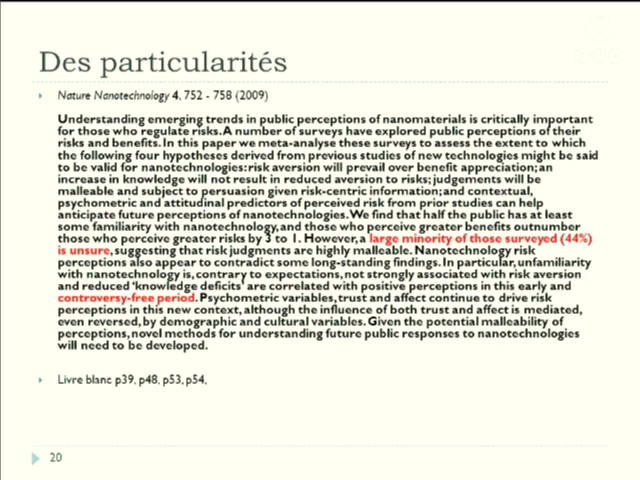 Des particularités
Nature Nanotechnology 4, 752 - 758 (2009)
Understanding emerging trends in public perceptions of nanomaterials is critically important
for those who regulate risks. A number of surveys have explored public perceptions of their
risks and benefits. In this paper we meta-analyse these surveys to assess the extent to which
the following four hypotheses derived from previous studies of new technologies might be said
to be valid for nanotechnologies: risk aversion will prevail over benefit appreciation; an
increase in knowledge will not result in reduced aversion to risks; judgements will be
malleable and subject to persuasion given risk-centric information; and contextual,
psychometric and attitudinal predictors of perceived risk from prior studies can help
anticipate future perceptions of nanotechnologies. We find that half the public has at least
some familiarity with nanotechnology, and those who perceive greater benefits outnumber
those who perceive greater risks by 3 to 1. However, a large minority of those surveyed (44%)
is unsure, suggesting that risk judgments are highly malleable. Nanotechnology risk
perceptions also appear to contradict some long-standing findings. In particular, unfamiliarity
with nanotechnology is, contrary to expectations, not strongly associated with risk aversion
and reduced 'knowledge deficits' are correlated with positive perceptions in this early and
controversy-free period. Psychometric variables, trust and affect continue to drive risk
perceptions in this new context, although the influence of both trust and affect is mediated,
even reversed, by demographic and cultural variables. Given the potential malleability of
perceptions, novel methods for understanding future public responses to nanotechnologies
will need to be developed.
Livre blanc p39, p48, p53, p54,
20